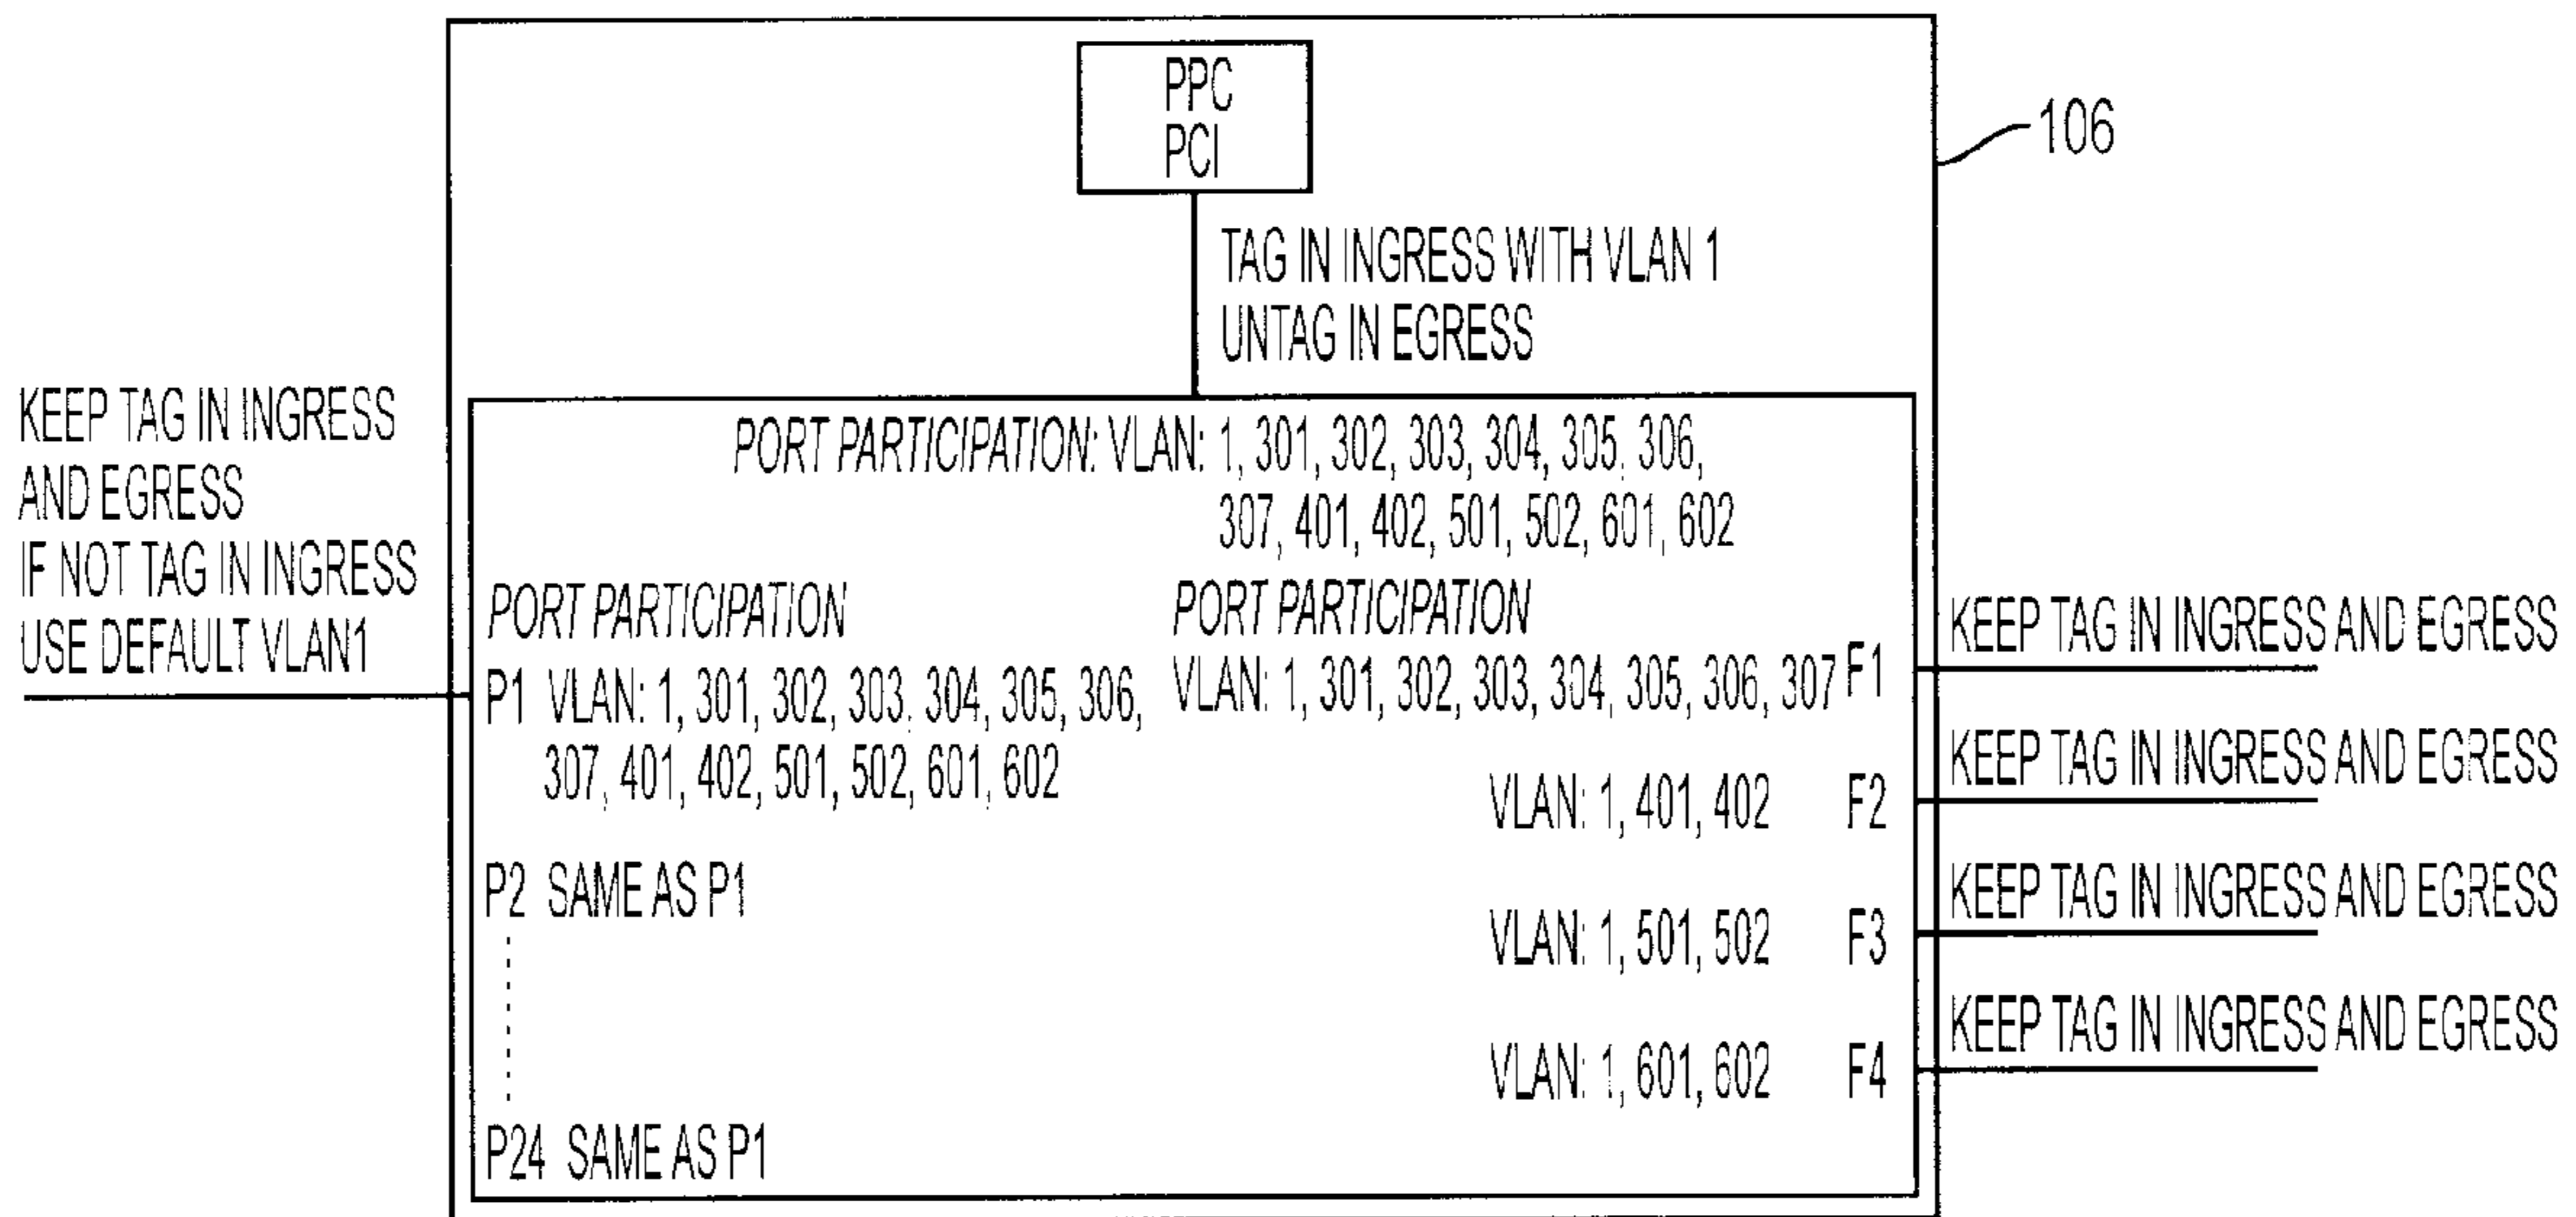 PPC
PCI
106
TAG IN INGRESS WITH VLAN 1
UNTAG IN EGRESS
KEEP TAG IN INGRESS
AND EGRESS
IF NOT TAG IN INGRESS
USE DEFAULT VLAN1
PORT PARTICIPATION: VLAN: 1, 301, 302, 303, 304, 305, 306,
307, 401, 402, 501, 502, 601, 602
PORT PARTICIPATION
P1 VLAN: 1, 301, 302, 303, 304, 305, 306,
307, 401, 402, 501, 502, 601, 602
P2 SAME AS P1
P24 SAME AS P1
PORT PARTICIPATION
VLAN: 1, 301, 302, 303, 304, 305, 306, 307 F1
KEEP TAG IN INGRESS AND EGRESS
VLAN: 1, 401, 402 F2
KEEP TAG IN INGRESS AND EGRESS
VLAN: 1, 501, 502 F3
KEEP TAG IN INGRESS AND EGRESS
VLAN: 1, 601, 602 F4
KEEP TAG IN INGRESS AND EGRESS